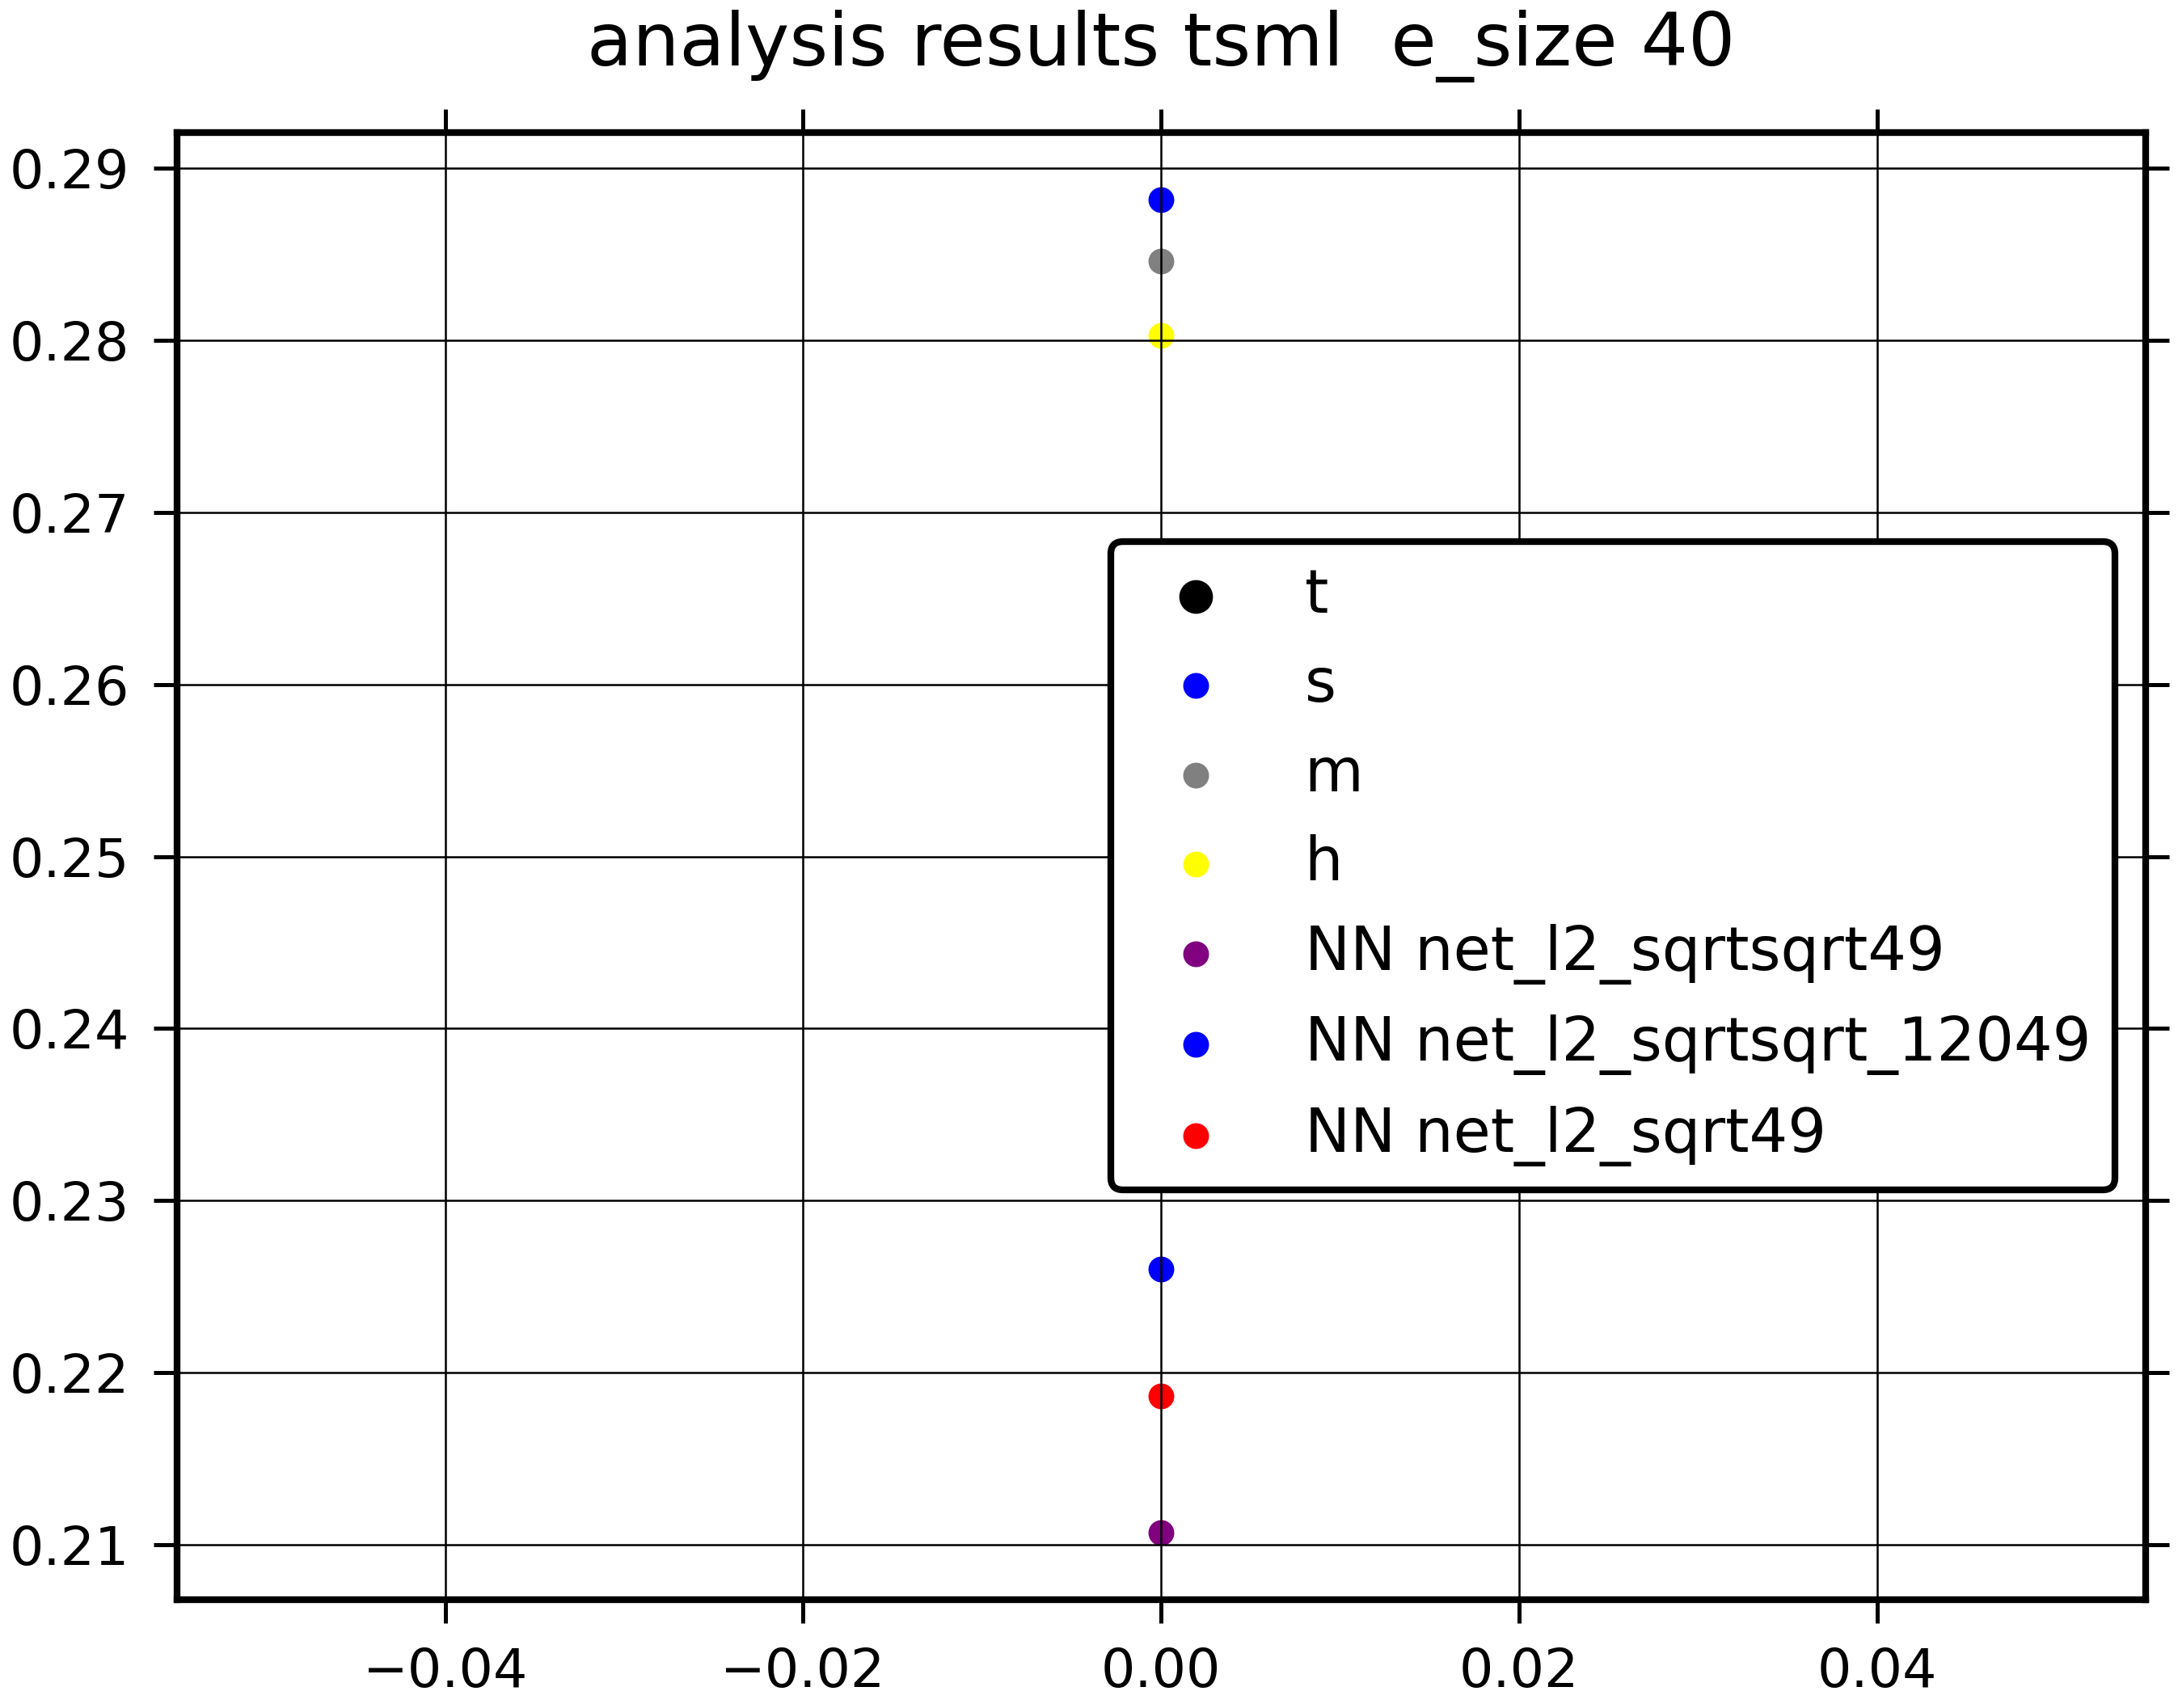 analysis results tsml  e_size 40
0.29
0.28
0.27
0.26
0.25
0.24
0.23
0.22
0.21
t
s
m
h
NN net_l2_sqrtsqrt49
NN net_l2_sqrtsqrt_12049
NN net_l2_sqrt49
−0.04 −0.02 0.00 0.02 0.04